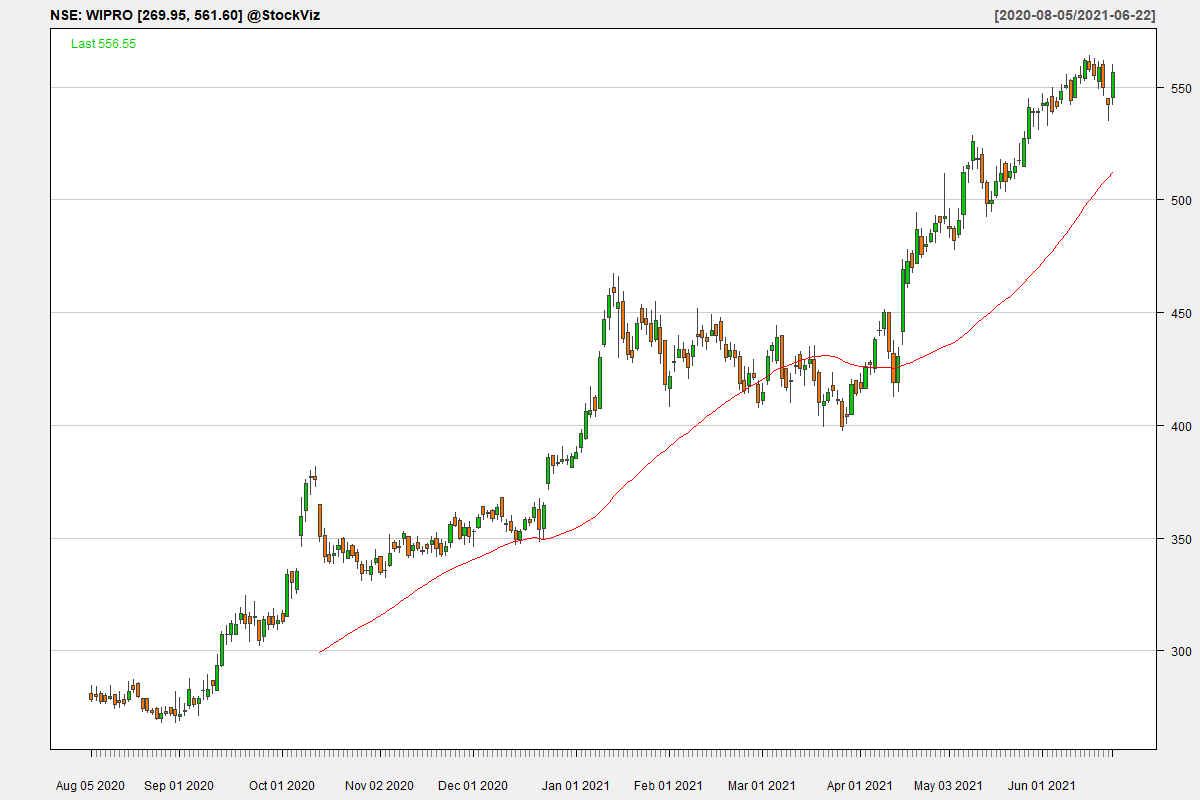 NSE: WIPRO [269.95, 561.60] @StockViz
[2020-08-05/2021-06-22]
Last 556.55
550
500
450
400
350
300
Aug 05 2020
Sep 01 2020
Oct 01 2020
Nov 02 2020
Dec 01 2020
Jan 01 2021
Feb 01 2021
Mar 01 2021
Apr 01 2021
May 03 2021
Jun 01 2021